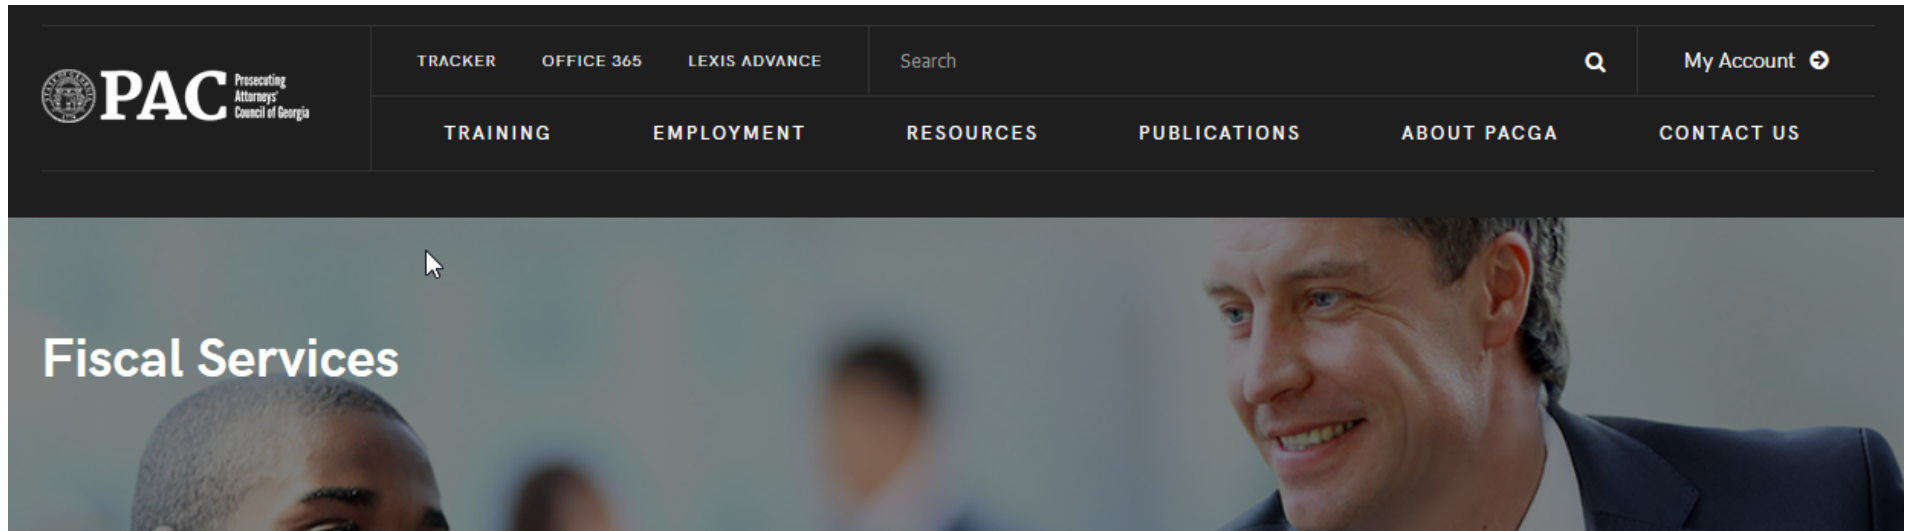 PAC Prosecuting
Attorneys'
Council of Georgia
TRACKER OFFICE 365 LEXIS ADVANCE
Search
My Account
TRAINING EMPLOYMENT RESOURCES PUBLICATIONS ABOUT PACGA CONTACT US
Fiscal Services